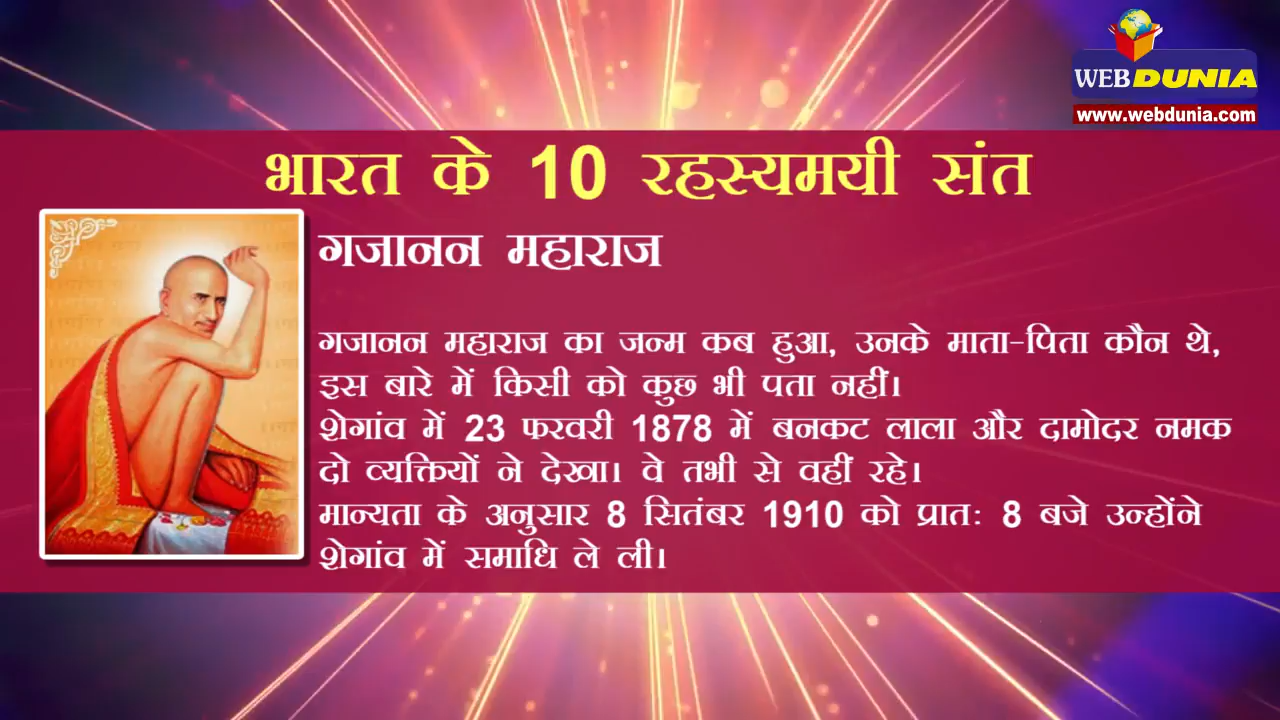 WEBDUNIA
www.webdunia.com
भारत के 10 रहस्यमयी संत
गजानन महाराज
गजानन महाराज का जन्म कब हुआ, उनके माता-पिता कौन थे,
इस बारे में किसी को कुछ भी पता नहीं।
शेगांव में 23 फरवरी 1878 में बनकट लाला और दामोदर नमक
दो व्यक्तियों ने देखा। वे तभी से वहीं रहे।
मान्यता के अनुसार 8 सितंबर 1910 को प्रातः 8 बजे उन्होंने
शेगांव में समाधि ले ली।